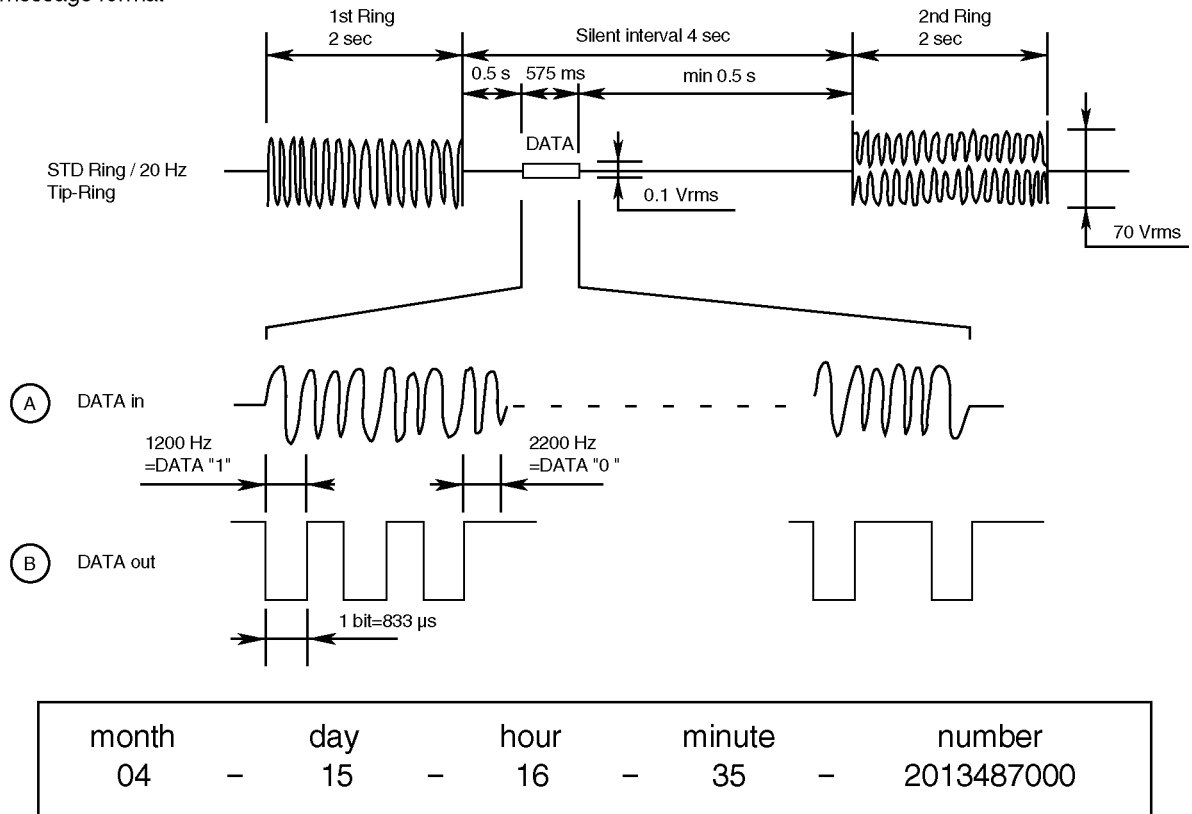 1st Ring
2 sec
Silent interval 4 sec
2nd Ring
2 sec
0.5 s
575 ms
min 0.5 s
DATA
STD Ring / 20 Hz
Tip-Ring
0.1 Vrms
70 Vrms
A
DATA in
1200 Hz
=DATA "1"
2200 Hz
=DATA "0 "
B
DATA out
1 bit=833 µs
month day hour minute number
04 – 15 – 16 – 35 – 2013487000